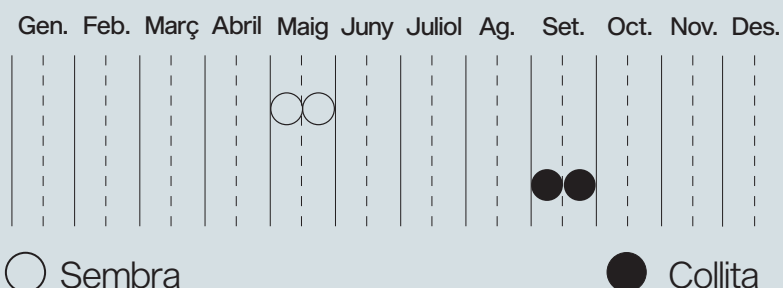 Gen. Feb. Març Abril Maig Juny Juliol Ag. Set. Oct. Nov. Des.
Sembra Collita